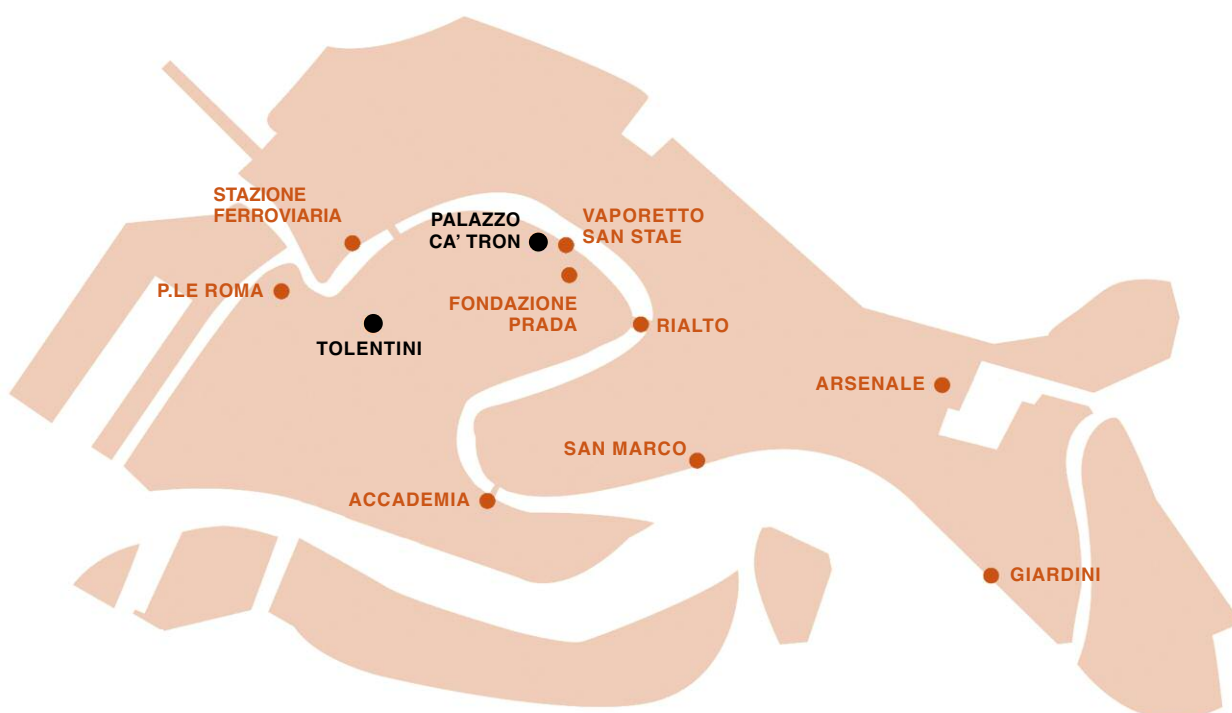 STAZIONE
FERROVIARIA
PALAZZO
CA' TRON
VAPORETTO
SAN STAE
P.LE ROMA
FONDAZIONE
PRADA
RIALTO
TOLENTINI
ARSENALE
SAN MARCO
ACCADEMIA
GIARDINI